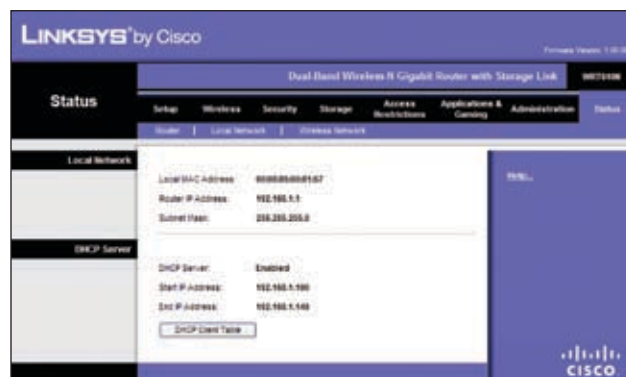 LINKSYS® by Cisco
Firmware Version:
Dual-Band Wireless-N Gigabit Router with Storage Link
Status
Setup Wireless Security Storage Access Restrictions Applications & Gaming Administration Status
Router | Local Network | Wireless Network
Local Network
Local MAC Address:
Router IP Address: 192.168.1.1
Subnet Mask: 255.255.255.0
Help...
DHCP Server
DHCP Server: Enabled
Start IP Address: 192.168.1.100
End IP Address: 192.168.1.149
DHCP Client Table
CISCO